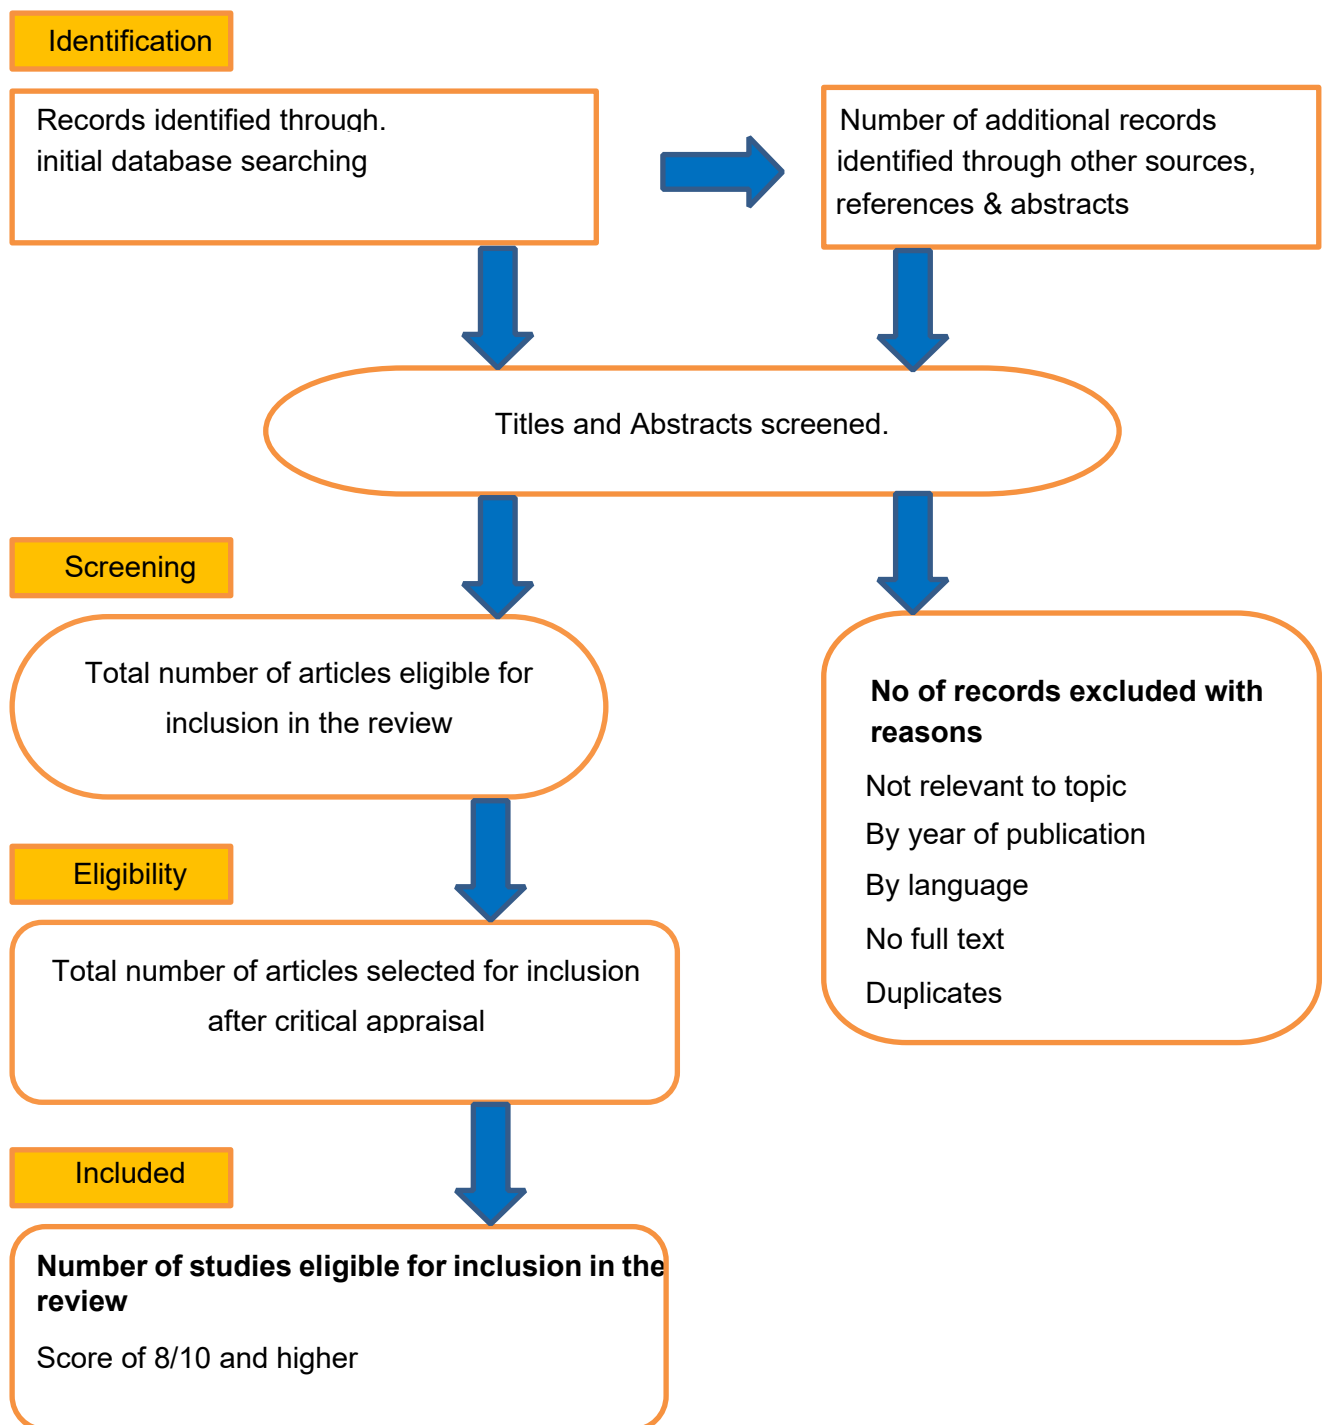 Identification
Records identified through.
initial database searching
Number of additional records
identified through other sources,
references & abstracts
Titles and Abstracts screened.
Screening
Total number of articles eligible for
inclusion in the review
No of records excluded with
reasons
Not relevant to topic
By year of publication
By language
No full text
Duplicates
Eligibility
Total number of articles selected for inclusion
after critical appraisal
Included
Number of studies eligible for inclusion in the
review
Score of 8/10 and higher